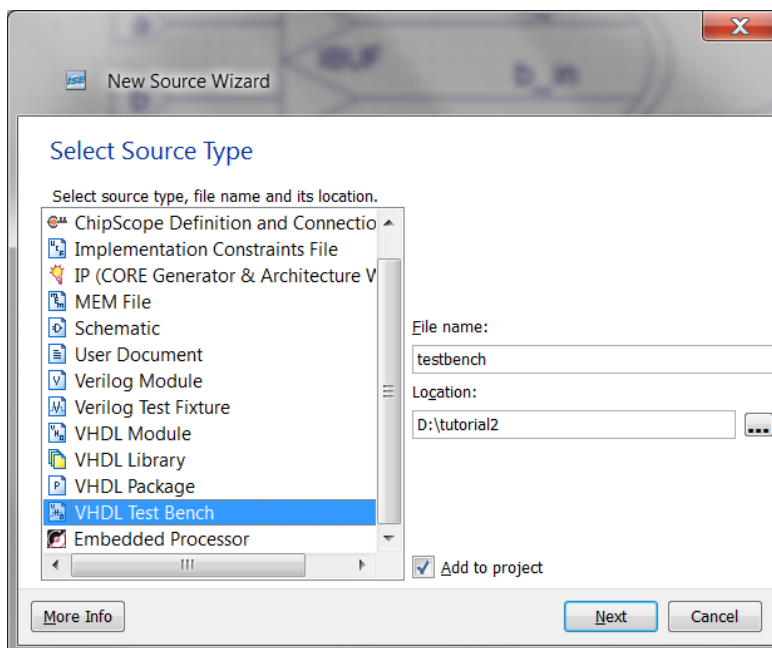 a
IBUF
b_in
b
ISE
New Source Wizard
Select Source Type
Select source type, file name and its location.
ChipScope Definition and Connectio
Implementation Constraints File
IP (CORE Generator & Architecture W
MEM File
Schematic
User Document
Verilog Module
Verilog Test Fixture
VHDL Module
VHDL Library
VHDL Package
VHDL Test Bench
Embedded Processor
File name:
testbench
Location:
D:\tutorial2
...
Add to project
More Info
Next
Cancel